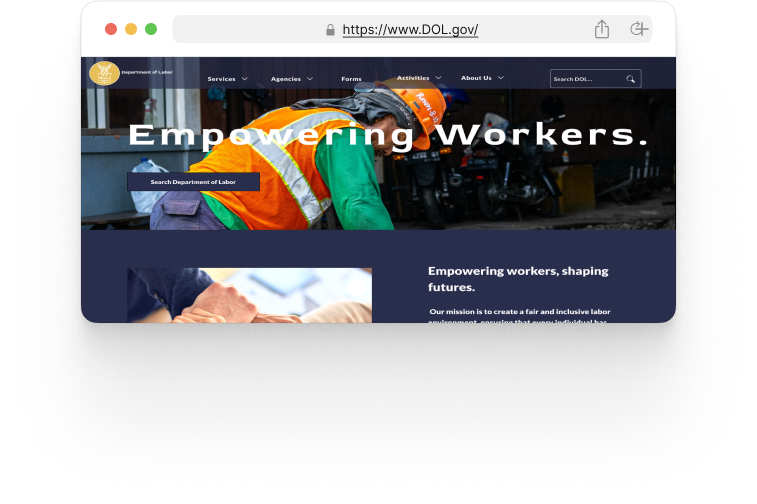 https://www.DOL.gov/
Department of Labor
Services
Agencies
Forms
Activities
About Us
Search DOL...
Empowering Workers.
Search Department of Labor
Empowering workers, shaping
futures.
Our mission is to create a fair and inclusive labor
environment, ensuring that every individual has